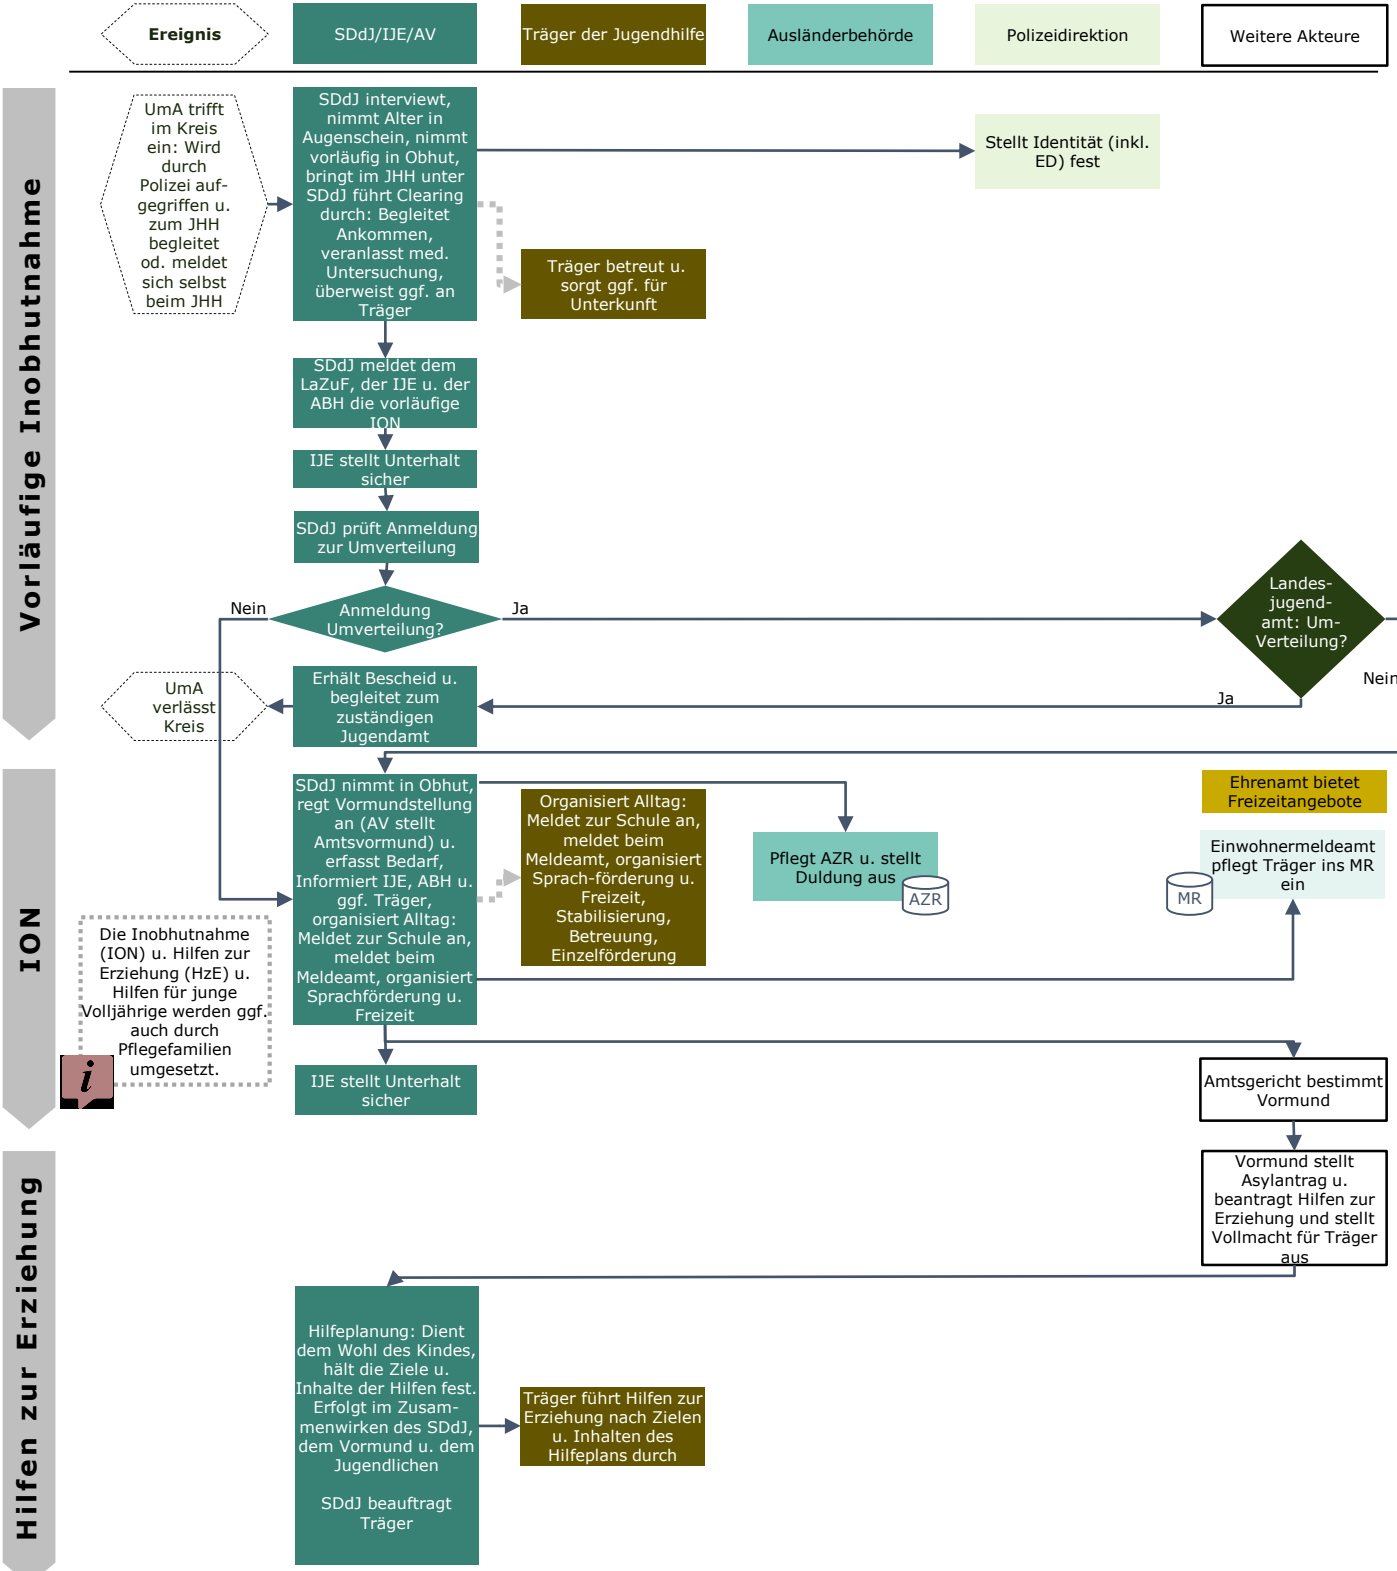 Ereignis
SDdJ/IJE/AV
Träger der Jugendhilfe
Ausländerbehörde
Polizeidirektion
Weitere Akteure
Vorläufige Inobhutnahme
UmA trifft
im Kreis
ein: Wird
durch
Polizei auf-
gegriffen u.
zum JHH
begleitet
od. meldet
sich selbst
beim JHH
SDdJ interviewt,
nimmt Alter in
Augenschein, nimmt
vorläufig in Obhut,
bringt im JHH unter
SDdJ führt Clearing
durch: Begleitet
Ankommen,
veranlasst med.
Untersuchung,
überweist ggf. an
Träger
Stellt Identität (inkl.
ED) fest
Träger betreut u.
sorgt ggf. für
Unterkunft
SDdJ meldet dem
LaZuF, der IJE u. der
ABH die vorläufige
ION
IJE stellt Unterhalt
sicher
SDdJ prüft Anmeldung
zur Umverteilung
Nein
Anmeldung
Umverteilung?
Ja
Landes-
jugend-
amt: Um-
Verteilung?
Nein
Ja
UmA
verlässt
Kreis
Erhält Bescheid u.
begleitet zum
zuständigen
Jugendamt
ION
SDdJ nimmt in Obhut,
regt Vormundstellung
an (AV stellt
Amtsvormund) u.
erfasst Bedarf,
Informiert IJE, ABH u.
ggf. Träger,
organisiert Alltag:
Meldet zur Schule an,
meldet beim
Meldeamt, organisiert
Sprachförderung u.
Freizeit
Organisiert Alltag:
Meldet zur Schule an,
meldet beim
Meldeamt, organisiert
Sprach-förderung u.
Freizeit,
Stabilisierung,
Betreuung,
Einzelförderung
Pflegt AZR u. stellt
Duldung aus
AZR
Ehrenamt bietet
Freizeitangebote
Einwohnermeldeamt
pflegt Träger ins MR
ein
MR
Die Inobhutnahme
(ION) u. Hilfen zur
Erziehung (HzE) u.
Hilfen für junge
Volljährige werden ggf.
auch durch
Pflegefamilien
umgesetzt.
i
IJE stellt Unterhalt
sicher
Amtsgericht bestimmt
Vormund
Hilfen zur Erziehung
Vormund stellt
Asylantrag u.
beantragt Hilfen zur
Erziehung und stellt
Vollmacht für Träger
aus
Hilfeplanung: Dient
dem Wohl des Kindes,
hält die Ziele u.
Inhalte der Hilfen fest.
Erfolgt im Zusam-
menwirken des SDdJ,
dem Vormund u. dem
Jugendlichen
SDdJ beauftragt
Träger
Träger führt Hilfen zur
Erziehung nach Zielen
u. Inhalten des
Hilfeplans durch